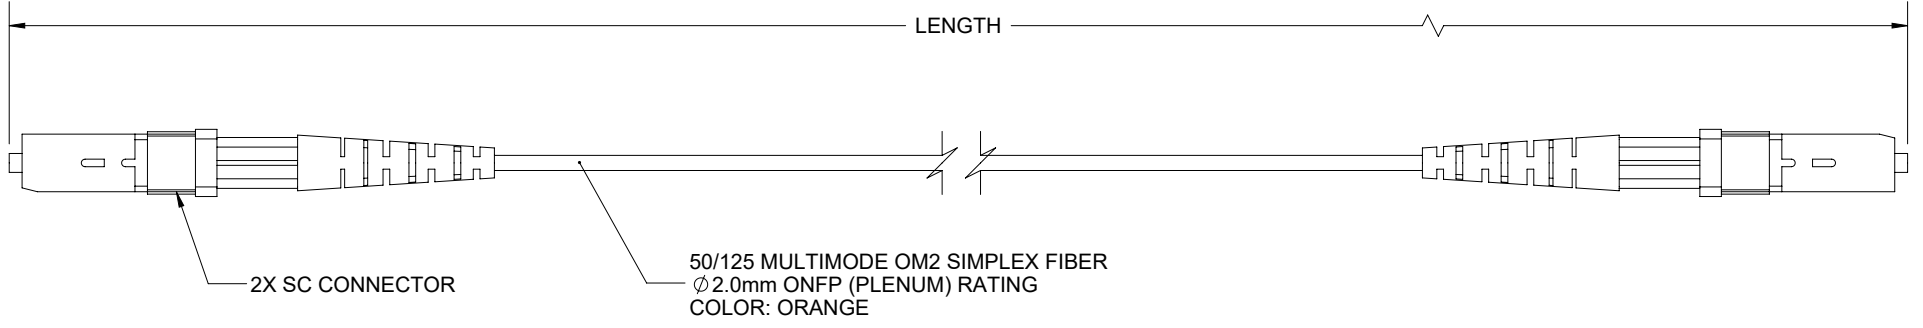 LENGTH
2X SC CONNECTOR
50/125 MULTIMODE OM2 SIMPLEX FIBER
∅2.0mm ONFP (PLENUM) RATING
COLOR: ORANGE